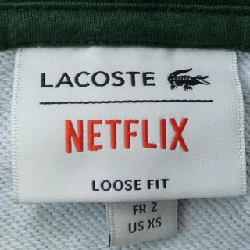 LACOSTE
NETFLIX
LOOSE FIT
FR 2
US XS